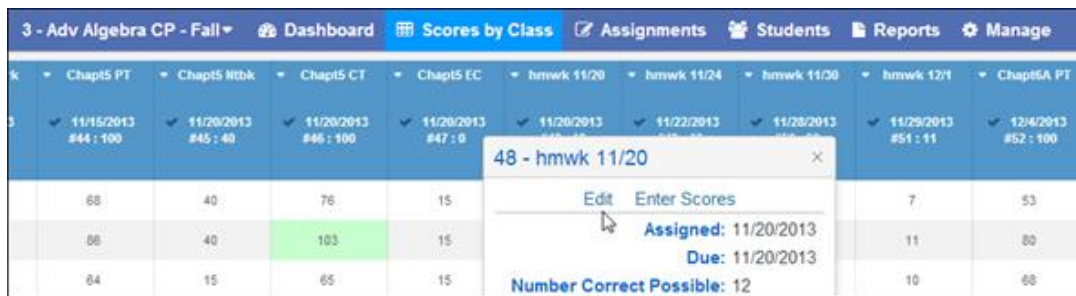 3 - Adv Algebra CP - Fall Dashboard Scores by Class Assignments Students Reports Manage
Chapt5 PT Chapt5 Ntbk Chapt5 CT Chapt5 EC hmwk 11/20 hmwk 11/24 hmwk 11/30 hmwk 12/1 Chapt6A PT
11/15/2013 11/20/2013 11/20/2013 11/20/2013 11/20/2013 11/22/2013 11/28/2013 11/29/2013 12/4/2013
#44 : 100 #45 : 40 #46 : 100 #47 : 0 #51 : 11 #52 : 100
48 - hmwk 11/20 ×
Edit Enter Scores
68 40 76 15 7 53
Assigned: 11/20/2013
86 40 103 15 11 80
Due: 11/20/2013
64 15 65 15 10 68
Number Correct Possible: 12